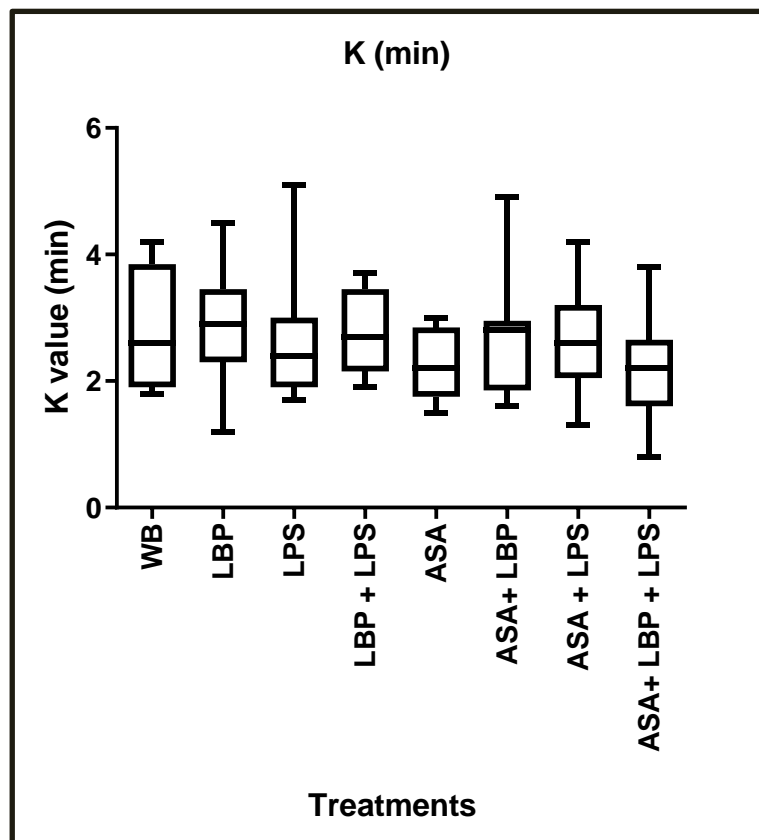 K (min)
K value (min)
6
4
2
0
WB
LBP
LPS
LBP + LPS
ASA
ASA+ LBP
ASA + LPS
ASA+ LBP + LPS
Treatments